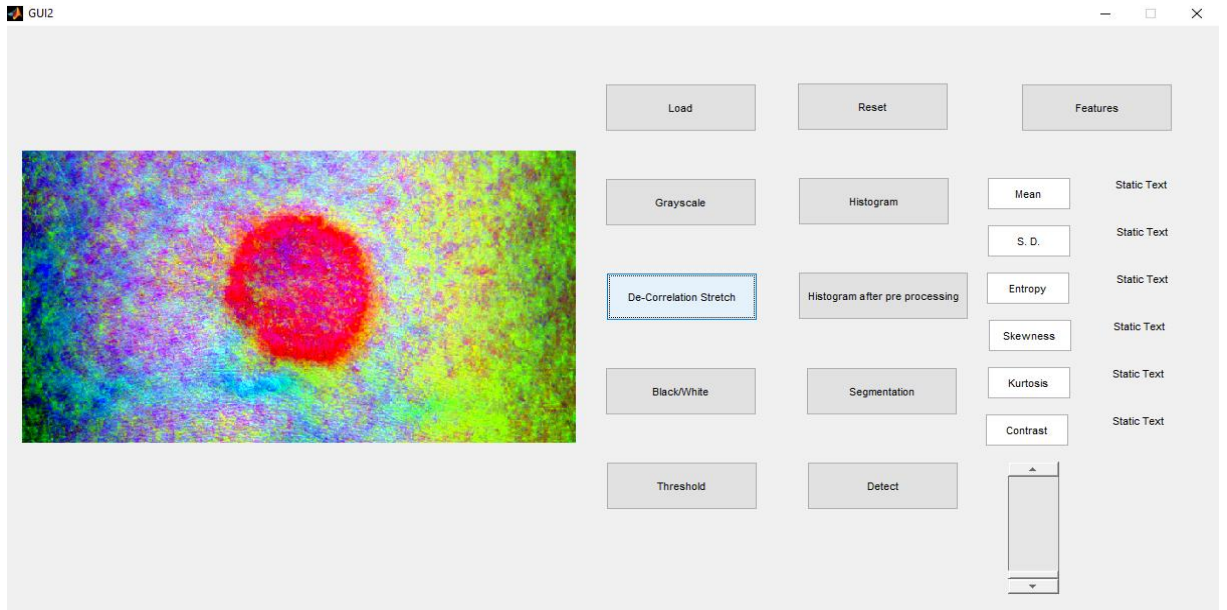 GUI2
Load
Reset
Features
Grayscale
Histogram
Mean
Static Text
S. D.
Static Text
De-Correlation Stretch
Histogram after pre processing
Entropy
Static Text
Skewness
Static Text
Black/White
Segmentation
Kurtosis
Static Text
Contrast
Static Text
Threshold
Detect